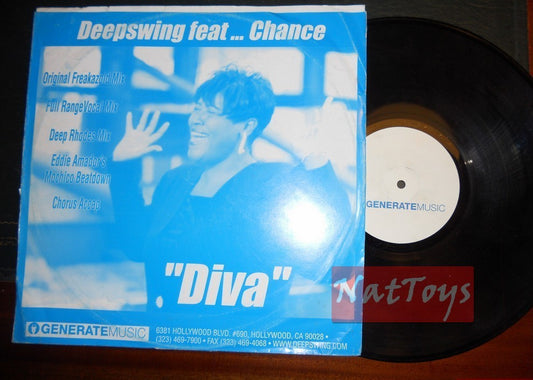 Deepswing feat ... Chance
Original Freakazoid Mix
Full Range Vocal Mix
Deep Rhodes Mix
Eddie Amador's
Mochico Beatdown
Chorus Accap
"Diva"
GENERATEMUSIC
6381 HOLLYWOOD BLVD. #690, HOLLYWOOD, CA 90028 •
(323) 469-7900 • FAX (323) 469-4068 • WWW.DEEPSWING.COM
GENERATEMUSIC
NatToys